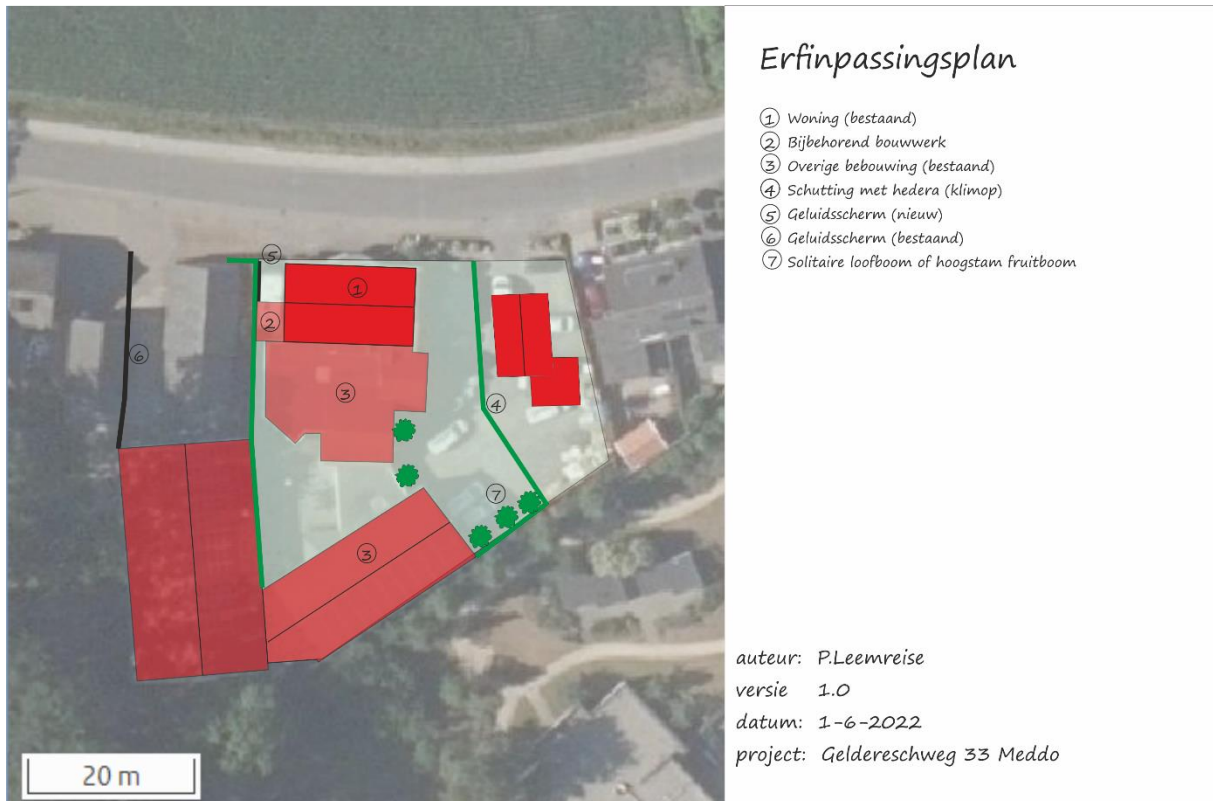 Erfinpassingsplan
1 Woning (bestaand)
2 Bijbehorend bouwwerk
3 Overige bebouwing (bestaand)
4 Schutting met hedera (klimop)
5 Geluidsscherm (nieuw)
6 Geluidsscherm (bestaand)
7 Solitaire loofboom of hoogstam fruitboom
5
1
2
6
3
4
7
3
auteur: P.Leemreise
versie 1.0
datum: 1-6-2022
project: Geldereschweg 33 Meddo
20 m